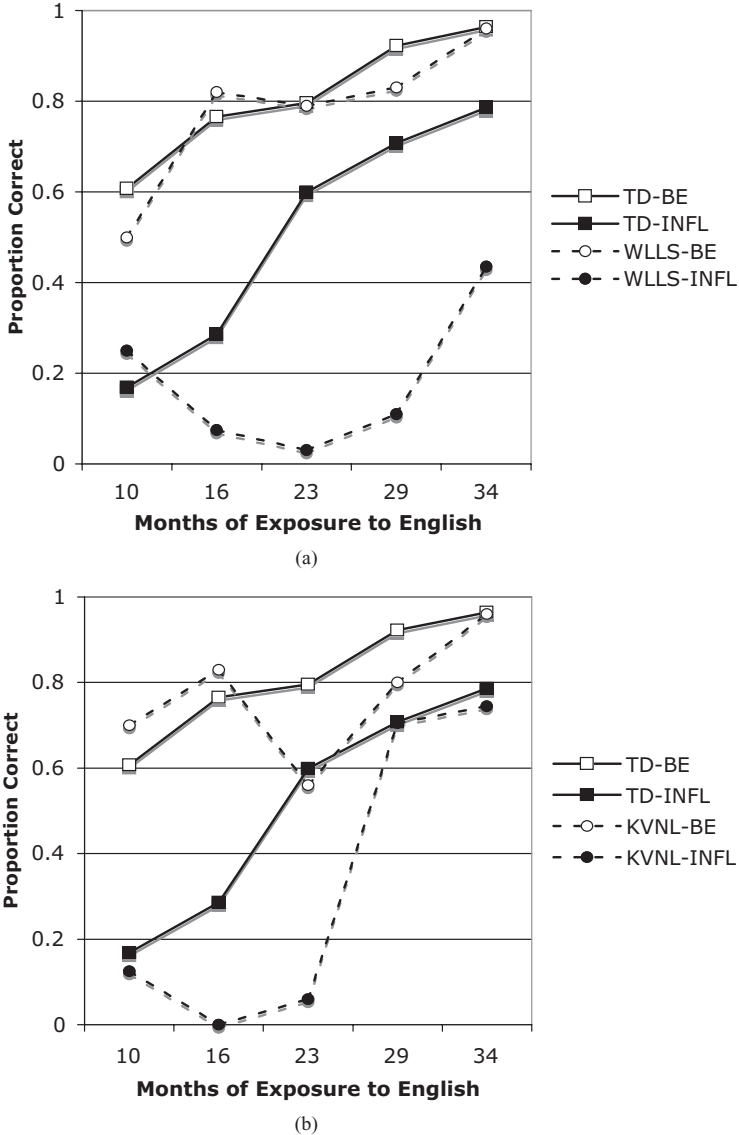 1
0.8
0.6
0.4
0.2
0
Proportion Correct
10 16 23 29 34
Months of Exposure to English
TD-BE
TD-INFL
WLLS-BE
WLLS-INFL
(a)
1
0.8
0.6
0.4
0.2
0
Proportion Correct
10 16 23 29 34
Months of Exposure to English
TD-BE
TD-INFL
KVNL-BE
KVNL-INFL
(b)